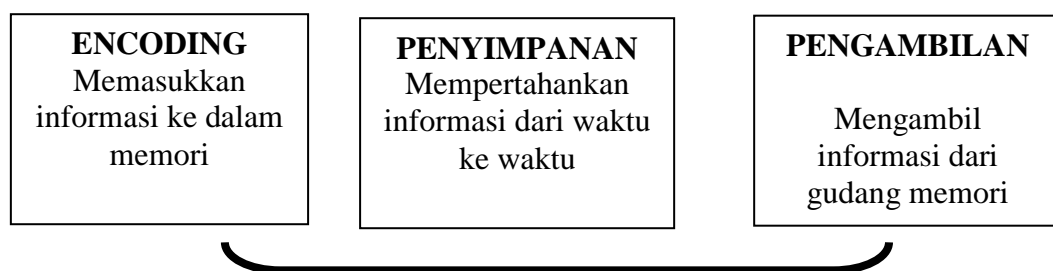 ENCODING
Memasukkan
informasi ke dalam
memori
PENYIMPANAN
Mempertahankan
informasi dari waktu
ke waktu
PENGAMBILAN
Mengambil
informasi dari
gudang memori